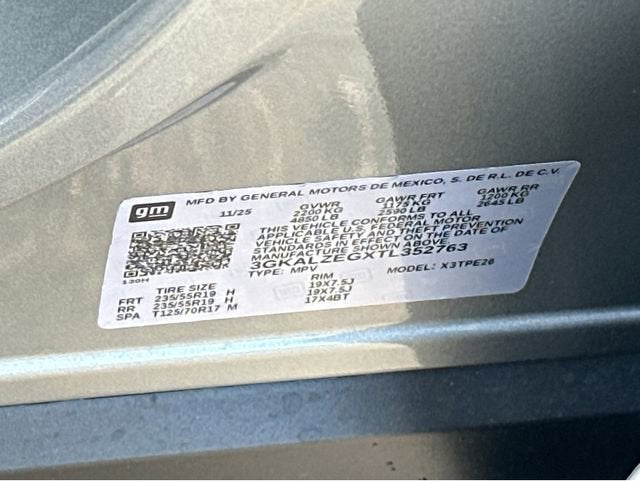 gm
MFD BY GENERAL MOTORS DE MEXICO, S. DE R.L. DE C.V.
11/25 GVWR GAWR FRT GAWR RR
2200 KG 1175 KG 1200 KG
4850 LB 2590 LB 2645 LB
THIS VEHICLE CONFORMS TO ALL
APPLICABLE U.S. FEDERAL MOTOR
VEHICLE SAFETY AND THEFT PREVENTION
STANDARDS IN EFFECT ON THE DATE OF
MANUFACTURE SHOWN ABOVE.
3GKALZEGXTL352763
TYPE: MPV MODEL: X3TPE26
130H
TIRE SIZE RIM
FRT 235/55R19 H 19X7.5J
RR 235/55R19 H 19X7.5J
SPA T125/70R17 M 17X4BT